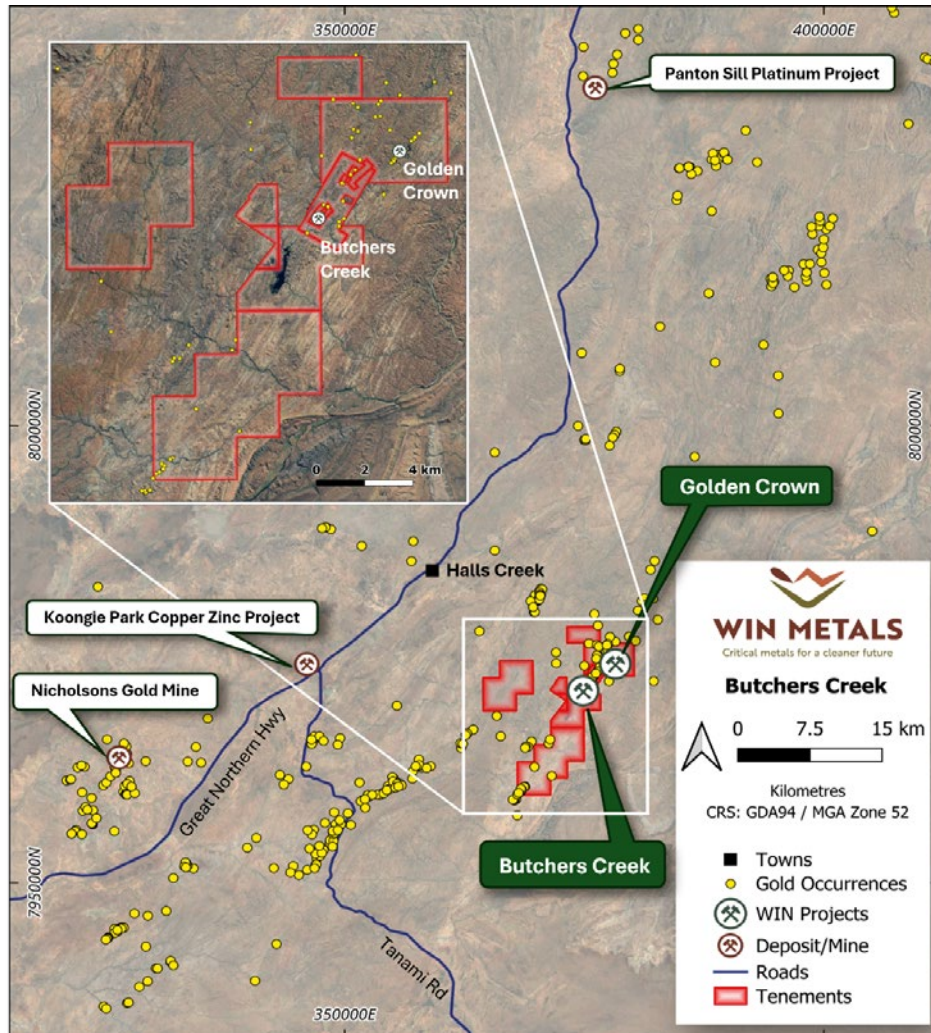 350000E
400000E
Panton Sill Platinum Project
Golden
Crown
Butchers
Creek
8000000N
8000000N
0 2 4 km
Golden Crown
Halls Creek
Koongie Park Copper Zinc Project
Nicholsons Gold Mine
Great Northern Hwy
WIN METALS
Critical metals for a cleaner future
Butchers Creek
0 7.5 15 km
Kilometres
CRS: GDA94 / MGA Zone 52
Butchers Creek
Towns
Gold Occurrences
WIN Projects
Deposit/Mine
Roads
Tenements
7950000N
Tanami Rd
350000E